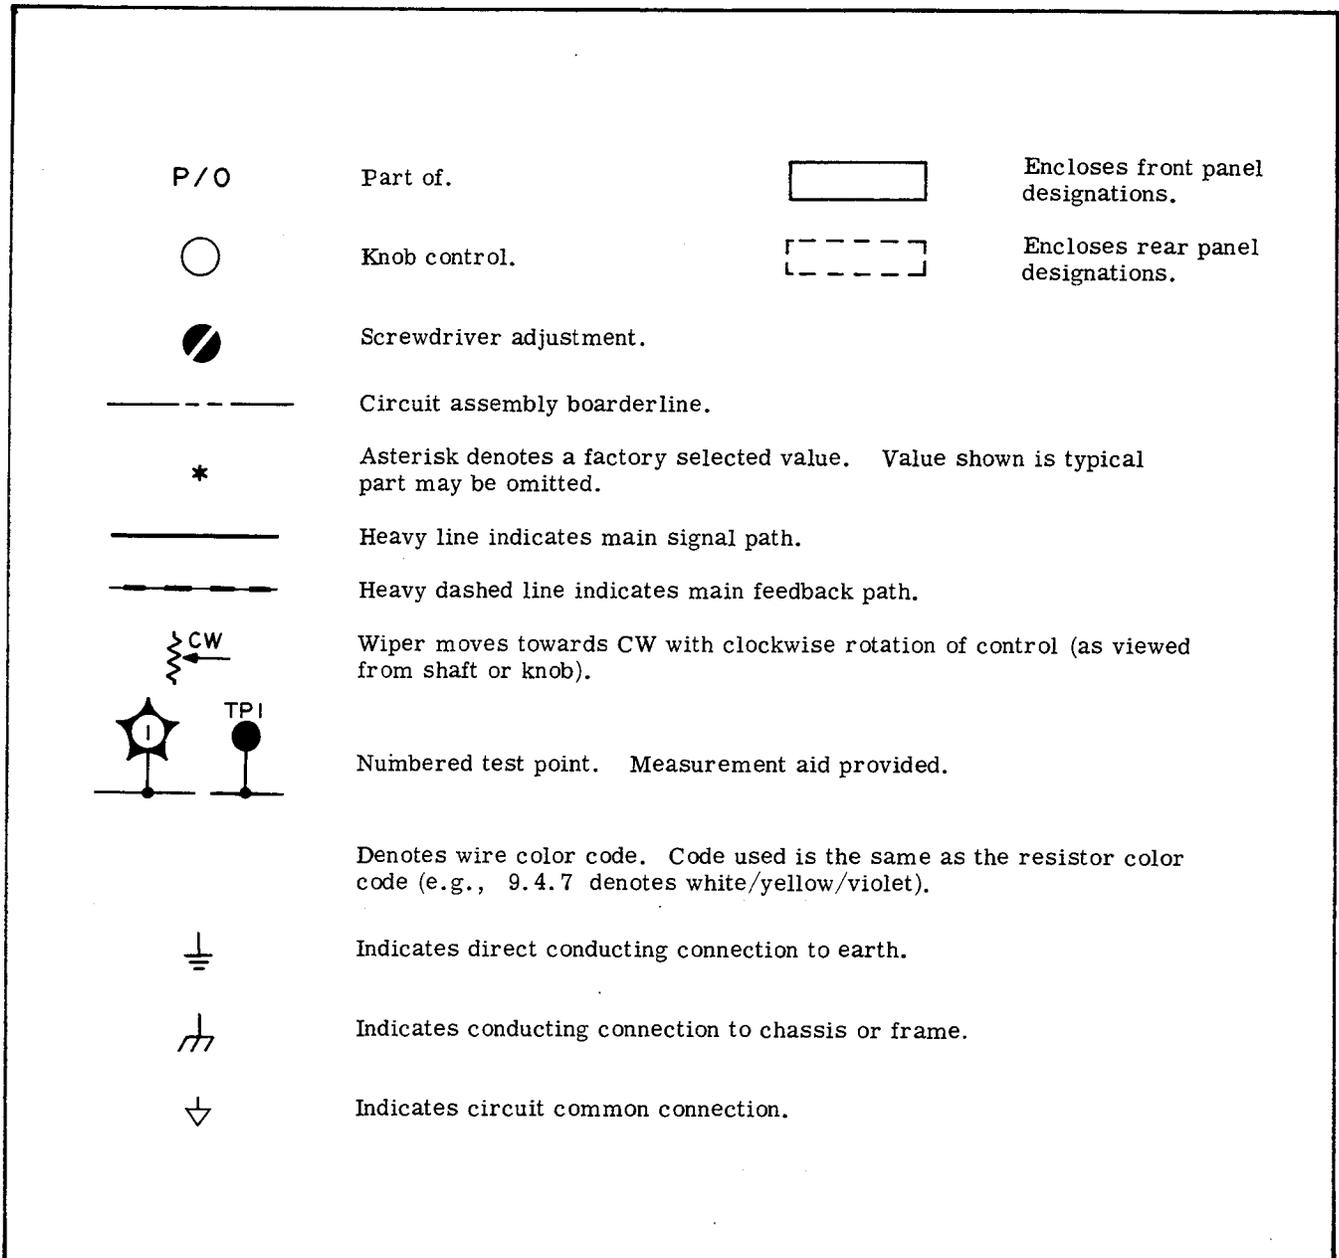 P/O Part of.
Encloses front panel
designations.
Knob control.
Encloses rear panel
designations.
Screwdriver adjustment.
Circuit assembly boarderline.
* Asterisk denotes a factory selected value. Value shown is typical
part may be omitted.
Heavy line indicates main signal path.
Heavy dashed line indicates main feedback path.
CW Wiper moves towards CW with clockwise rotation of control (as viewed
from shaft or knob).
1 TP1
Numbered test point. Measurement aid provided.
Denotes wire color code. Code used is the same as the resistor color
code (e.g., 9.4.7 denotes white/yellow/violet).
Indicates direct conducting connection to earth.
Indicates conducting connection to chassis or frame.
Indicates circuit common connection.